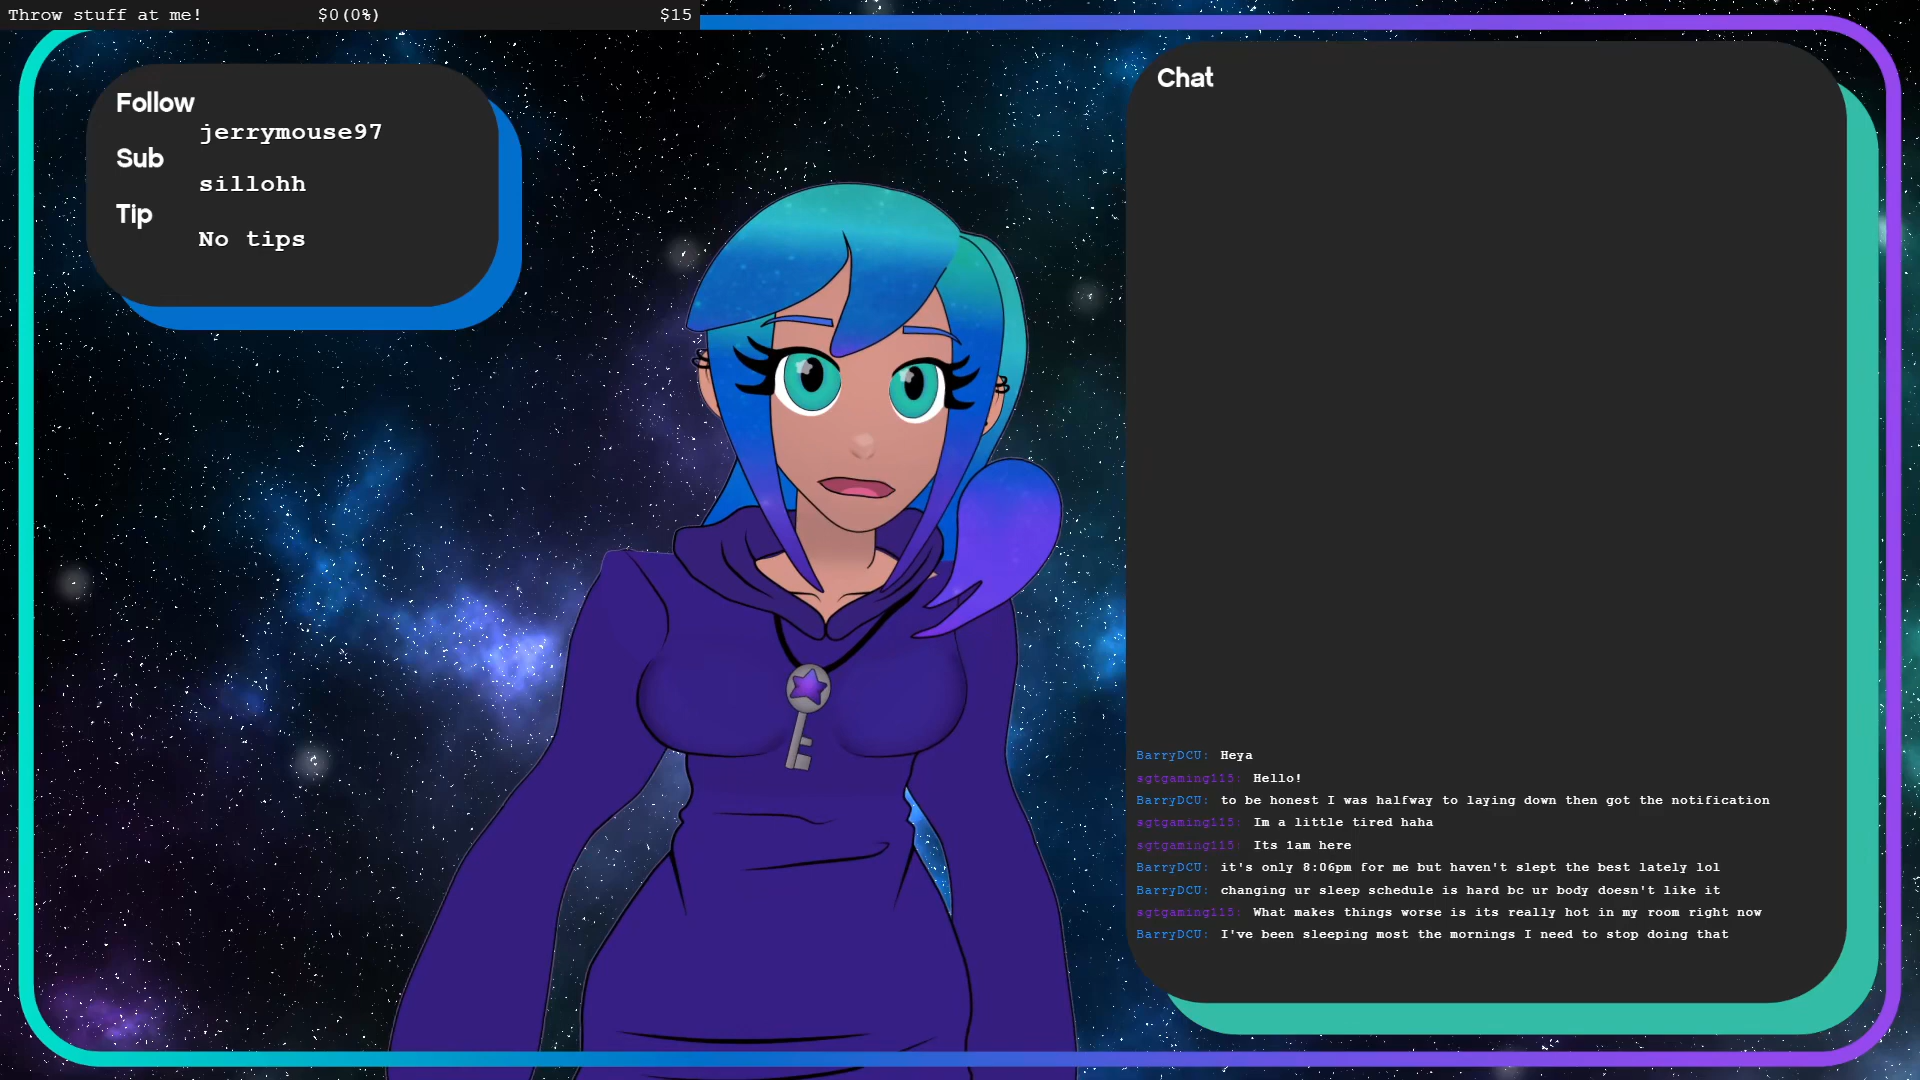 Throw stuff at me! $0(0%) $15
Follow
jerrymouse97
Sub
sillohh
Tip
No tips
Chat
BarryDCU: Heya
sgtgaming115: Hello!
BarryDCU: to be honest I was halfway to laying down then got the notification
sgtgaming115: Im a little tired haha
sgtgaming115: Its 1am here
BarryDCU: it's only 8:06pm for me but haven't slept the best lately lol
BarryDCU: changing ur sleep schedule is hard bc ur body doesn't like it
sgtgaming115: What makes things worse is its really hot in my room right now
BarryDCU: I've been sleeping most the mornings I need to stop doing that